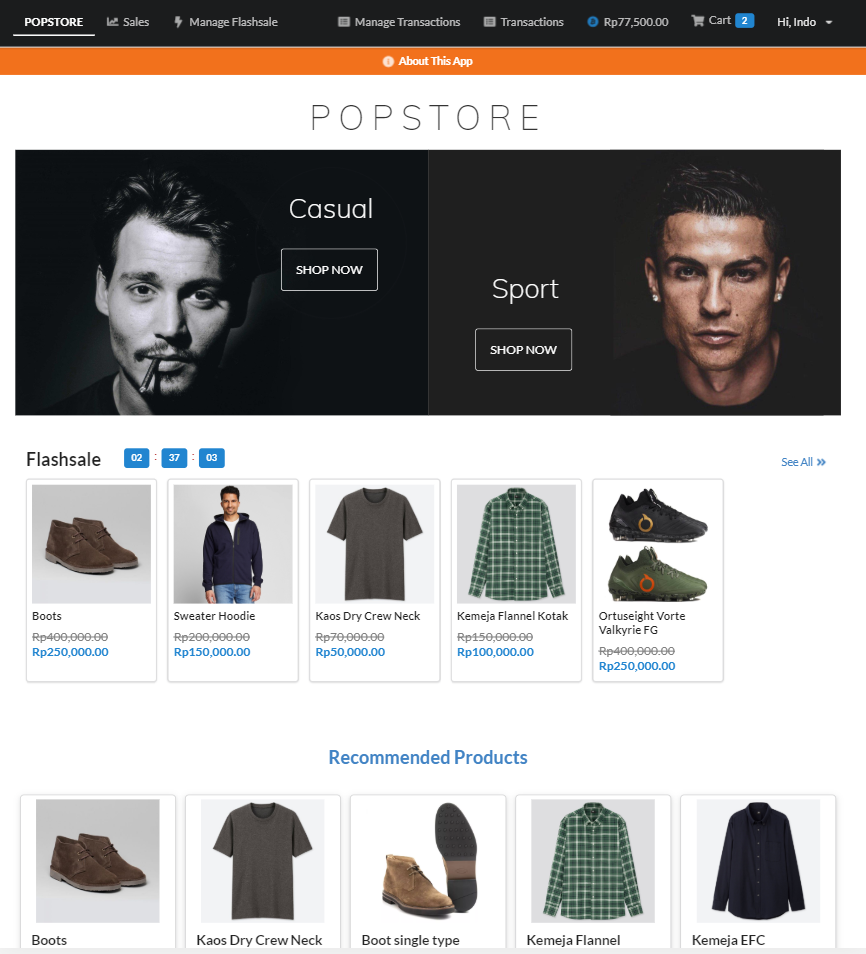 POPSTORE Sales Manage Flashsale Manage Transactions Transactions Rp77,500.00 Cart 2 Hi, Indo
About This App
POPSTORE
Casual
SHOP NOW
Sport
SHOP NOW
Flashsale 02 : 37 : 03 See All
Boots
Rp400,000.00
Rp250,000.00
Sweater Hoodie
Rp200,000.00
Rp150,000.00
Kaos Dry Crew Neck
Rp70,000.00
Rp50,000.00
Kemeja Flannel Kotak
Rp150,000.00
Rp100,000.00
Ortuseight Vorte
Valkyrie FG
Rp400,000.00
Rp250,000.00
Recommended Products
Boots
Kaos Dry Crew Neck
Boot single type
Kemeja Flannel
Kemeja EFC